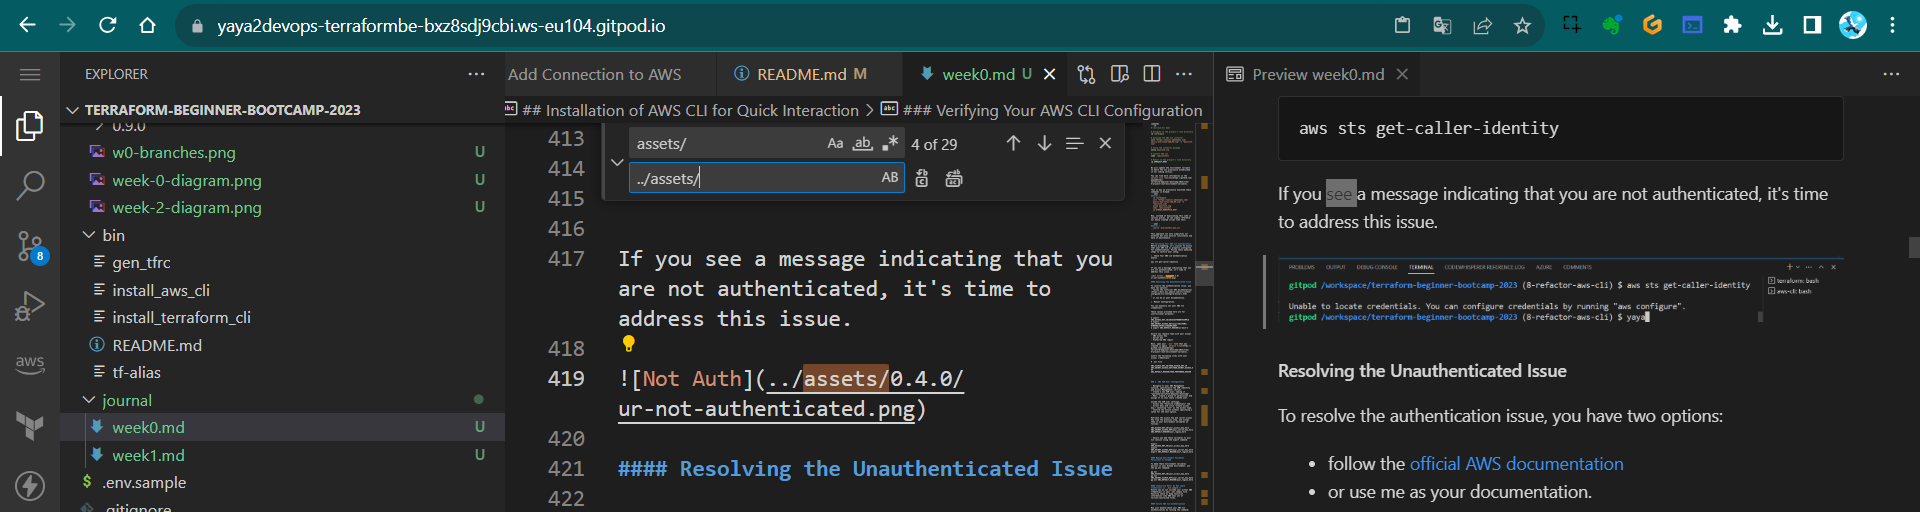 yaya2devops-terraformbe-bxz8sdj9cbi.ws-eu104.gitpod.io
EXPLORER
TERRAFORM-BEGINNER-BOOTCAMP-2023
0.9.0
w0-branches.png U
week-0-diagram.png U
week-2-diagram.png U
bin
gen_tfrc
install_aws_cli
install_terraform_cli
README.md
tf-alias
journal
week0.md U
week1.md U
.env.sample
.gitignore
aws
8
Add Connection to AWS
README.md M
week0.md U
## Installation of AWS CLI for Quick Interaction > ### Verifying Your AWS CLI Configuration
assets/
Aa ab .*
4 of 29
../assets/
AB
413
414
415
416
417 If you see a message indicating that you
are not authenticated, it's time to
address this issue.
418
419 ![Not Auth](../assets/0.4.0/
ur-not-authenticated.png)
420
421 #### Resolving the Unauthenticated Issue
422
Preview week0.md
aws sts get-caller-identity
If you see a message indicating that you are not authenticated, it's time
to address this issue.
PROBLEMS OUTPUT DEBUG CONSOLE TERMINAL CODEWHISPERER REFERENCE LOG AZURE COMMENTS
gitpod /workspace/terraform-beginner-bootcamp-2023 (8-refactor-aws-cli) $ aws sts get-caller-identity
Unable to locate credentials. You can configure credentials by running "aws configure".
gitpod /workspace/terraform-beginner-bootcamp-2023 (8-refactor-aws-cli) $ yaya
terraform: bash
aws-cli: bash
Resolving the Unauthenticated Issue
To resolve the authentication issue, you have two options:
• follow the official AWS documentation
• or use me as your documentation.